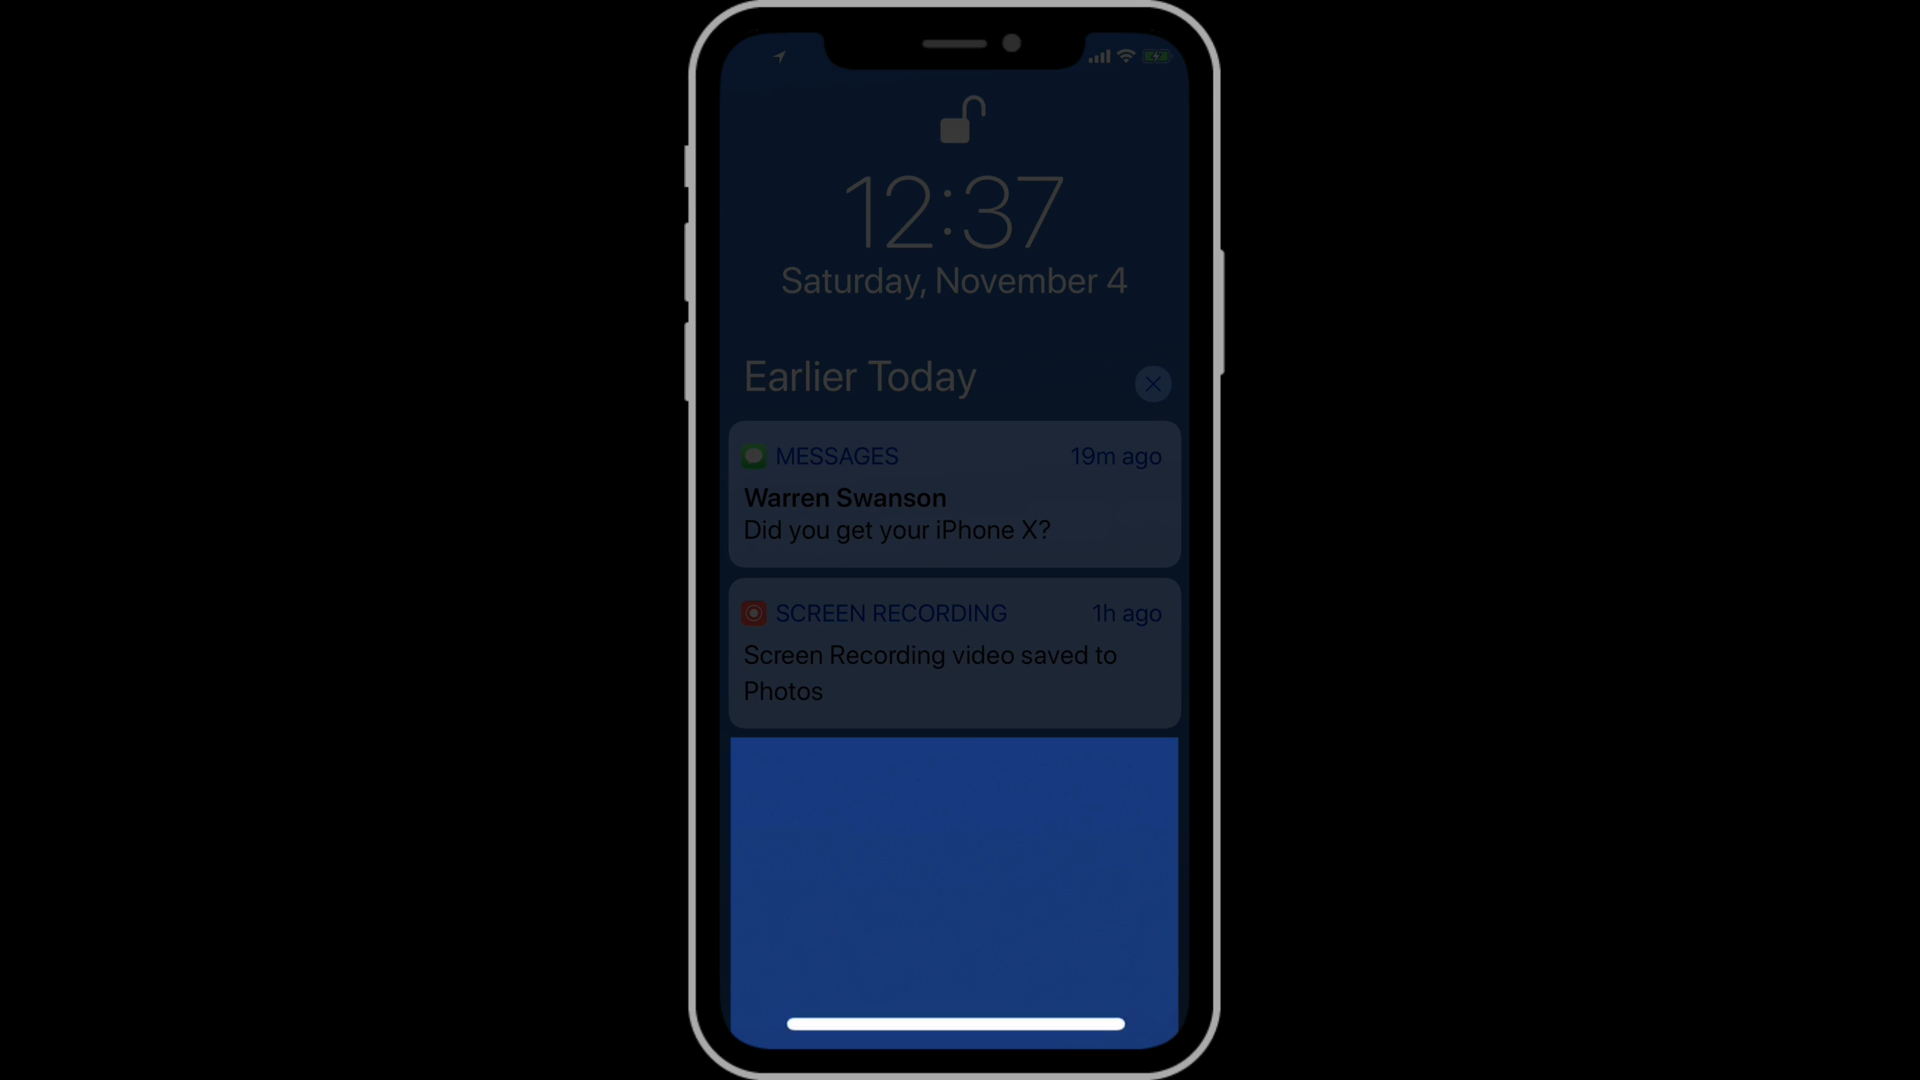 12:37
Saturday, November 4
Earlier Today
MESSAGES 19m ago
Warren Swanson
Did you get your iPhone X?
SCREEN RECORDING 1h ago
Screen Recording video saved to
Photos